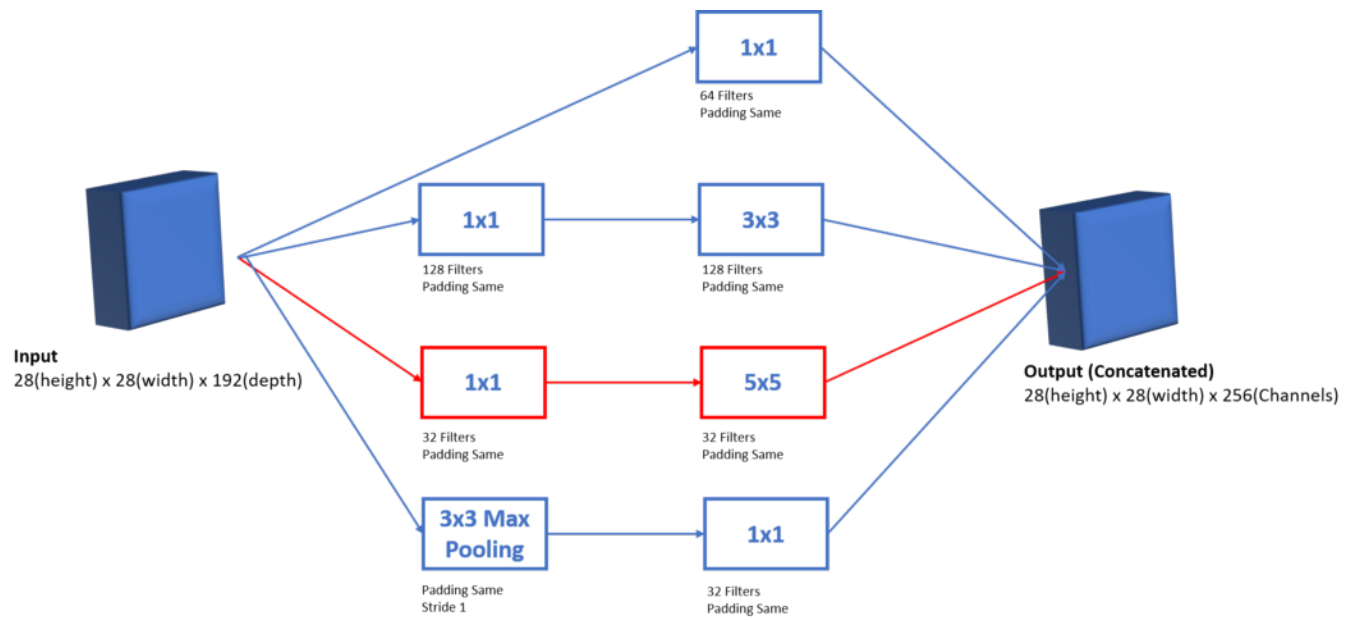 1x1
64 Filters
Padding Same
1x1
128 Filters
Padding Same
3x3
128 Filters
Padding Same
Input
28(height) x 28(width) x 192(depth)
1x1
32 Filters
Padding Same
5x5
32 Filters
Padding Same
Output (Concatenated)
28(height) x 28(width) x 256(Channels)
3x3 Max
Pooling
Padding Same
Stride 1
1x1
32 Filters
Padding Same